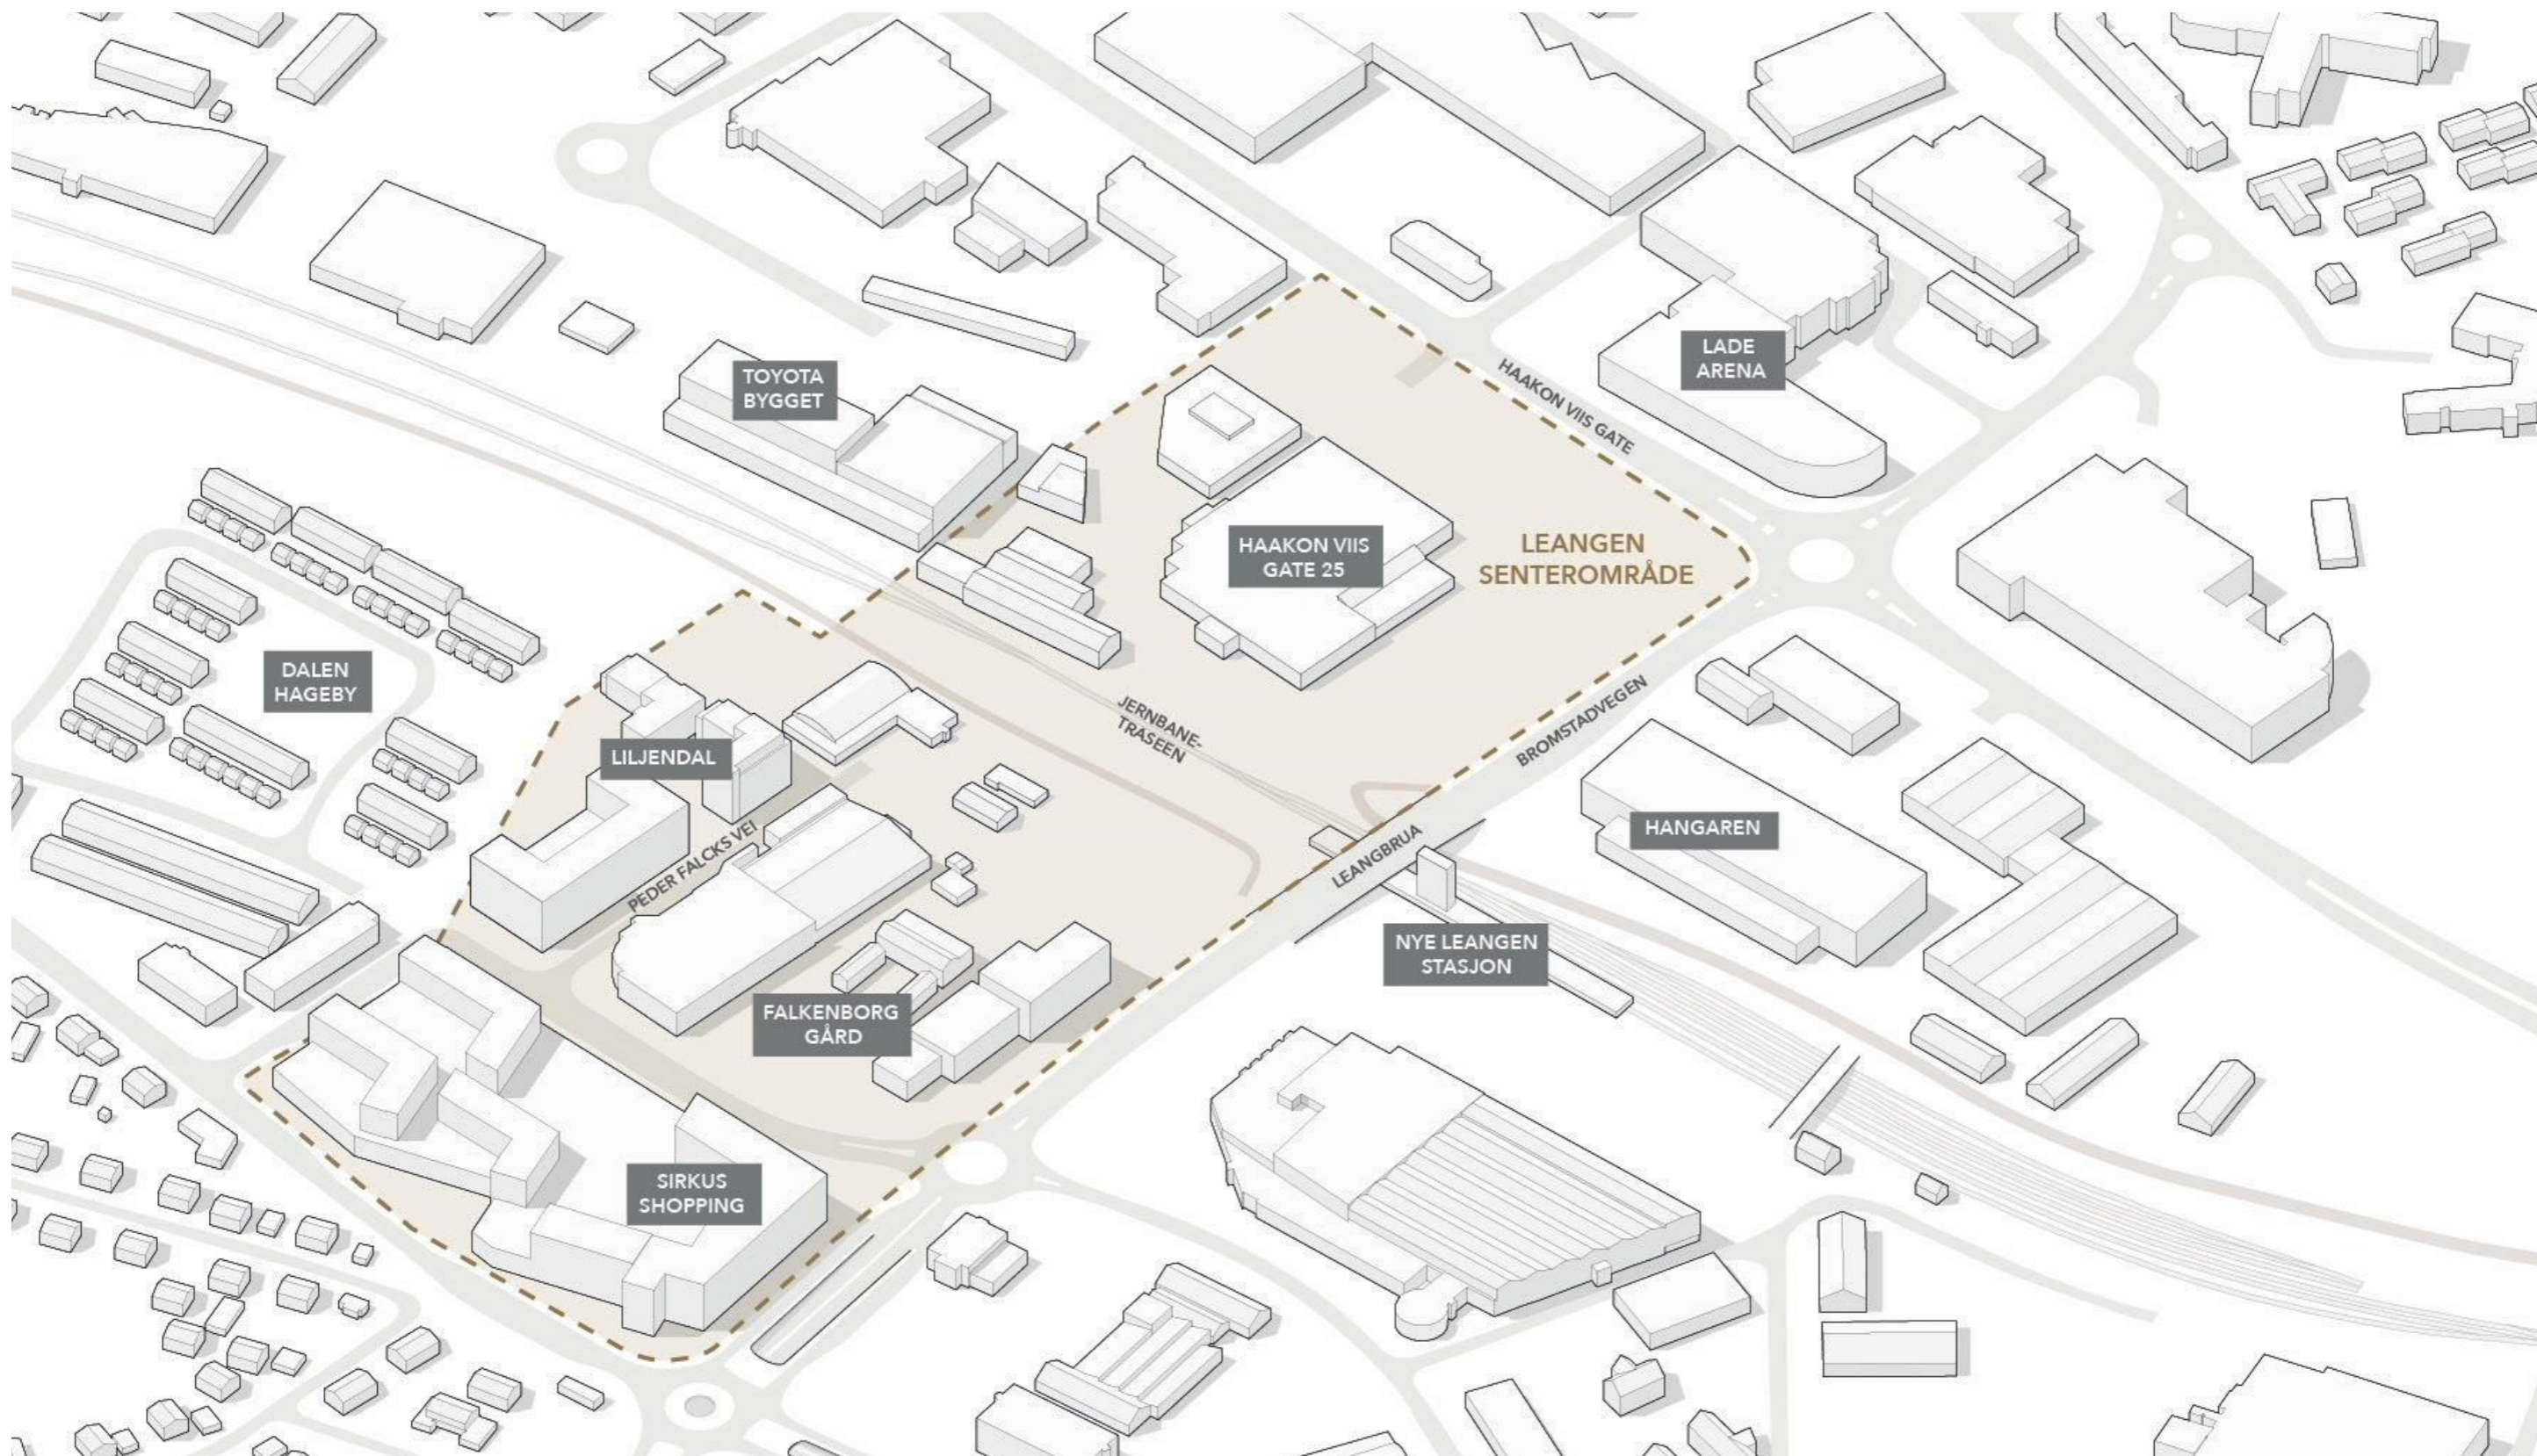 LADE
ARENA
TOYOTA
BYGGET
HAAKON VIIS GATE
HAAKON VIIS
GATE 25
LEANGEN
SENTEROMRÅDE
DALEN
HAGEBY
JERNBANE-
TRASEEN
BROMSTADVEGEN
LILJENDAL
HANGAREN
PEDER FALCKS VEI
LEANGBRUA
NYE LEANGEN
STASJON
FALKENBORG
GÅRD
SIRKUS
SHOPPING